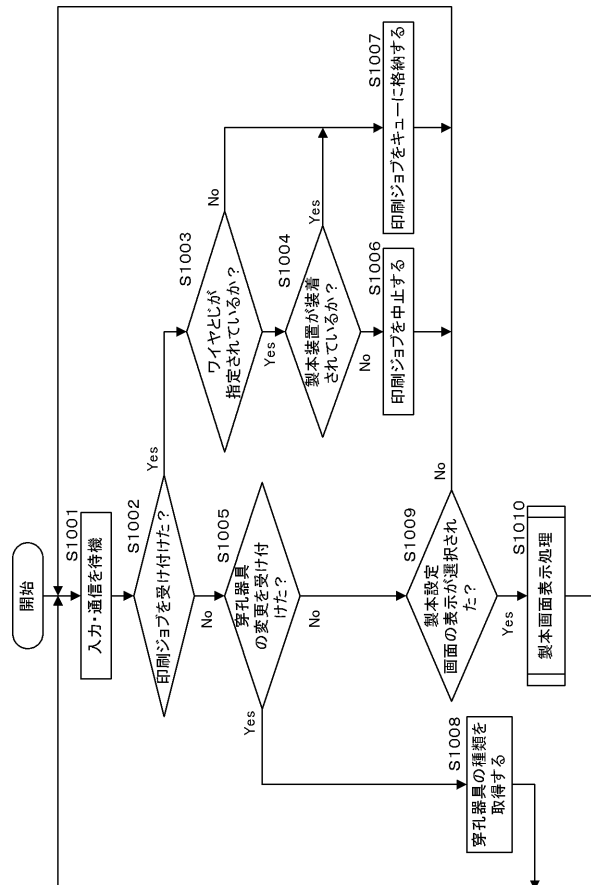 開始
S1001
入力・通信を待機
S1002
印刷ジョブを受け付けた？
Yes
No
S1003
ワイヤとじが
指定されているか？
No
Yes
S1004
製本装置が装着
されているか？
Yes
No
S1005
穿孔器具
の変更を受け付
けた？
Yes
No
S1006
印刷ジョブを中止する
S1007
印刷ジョブをキューに格納する
S1008
穿孔器具の種類を
取得する
S1009
製本設定
画面の表示が選択され
た？
No
Yes
S1010
製本画面表示処理